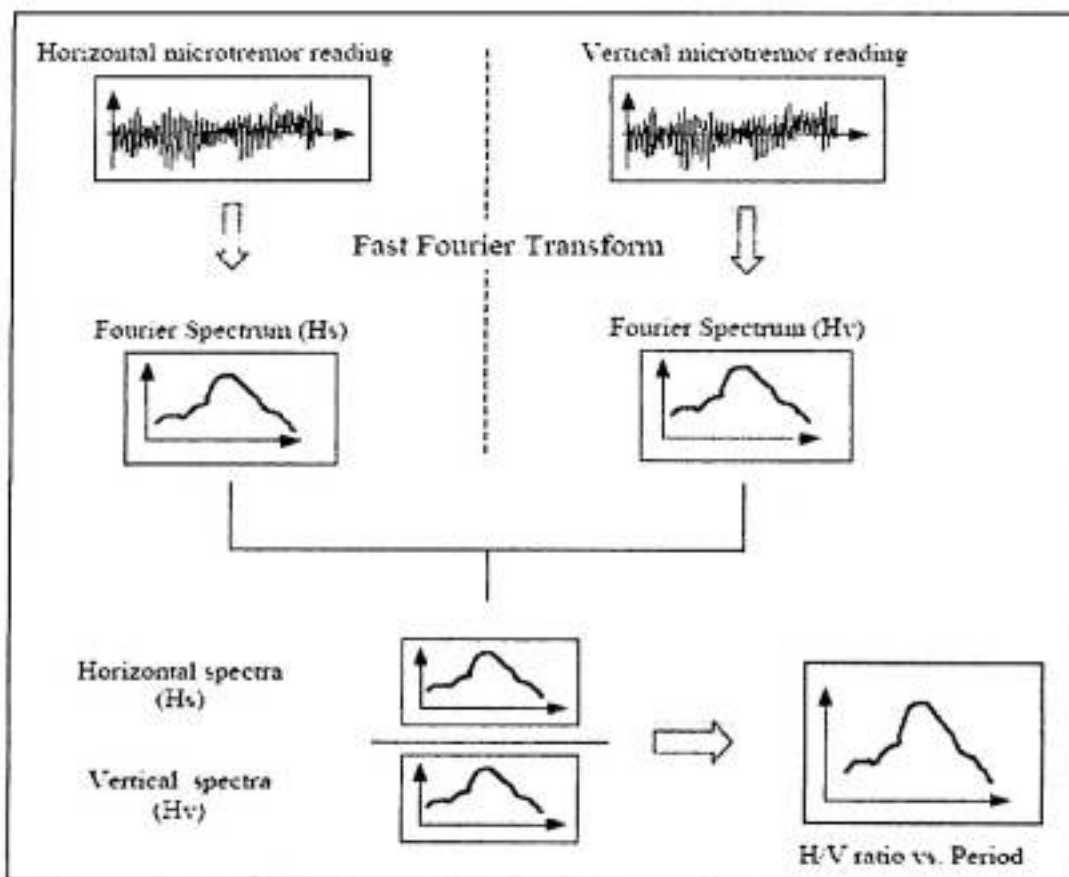 Horizontal microtremor reading
Vertical microtremor reading
Fast Fourier Transform
Fourier Spectrum (Hs)
Fourier Spectrum (Hv)
Horizontal spectra
(Hs)
Vertical spectra
(Hv)
H/V ratio vs. Period